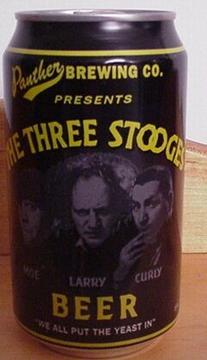 Panther BREWING CO.
PRESENTS
THE THREE STOOGES
MOE
LARRY
CURLY
BEER
"WE ALL PUT THE YEAST IN"